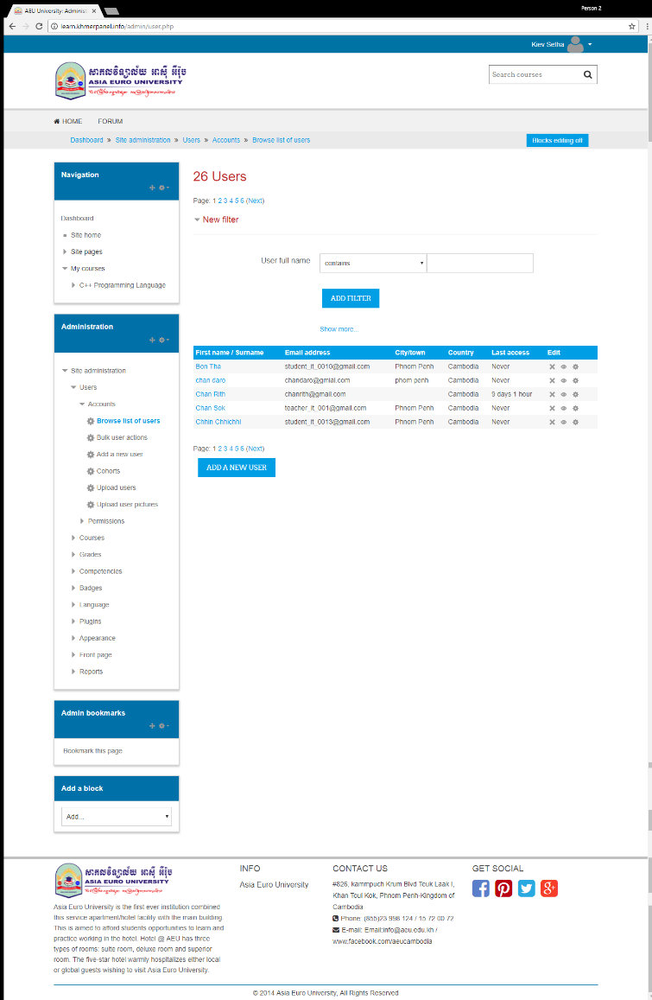 AEU University: Administ
Person 2
learn.khmerpanel.info/admin/user.php
Kiev Setha
សាកលវិទ្យាល័យ អាស៊ី អឺរ៉ុប
ASIA EURO UNIVERSITY
Search courses
HOME FORUM
Dashboard » Site administration » Users » Accounts » Browse list of users
Blocks editing off
Navigation
Dashboard
Site home
Site pages
My courses
C++ Programming Language
Administration
Site administration
Users
Accounts
Browse list of users
Bulk user actions
Add a new user
Cohorts
Upload users
Upload user pictures
Permissions
Courses
Grades
Competencies
Badges
Language
Plugins
Appearance
Front page
Reports
Admin bookmarks
Bookmark this page
Add a block
Add...
26 Users
Page: 1 2 3 4 5 6 (Next)
New filter
User full name contains
ADD FILTER
Show more...
First name / Surname Email address City/town Country Last access Edit
Bon Tha student_it_0010@gmail.com Phnom Penh Cambodia Never
chan daro chandaro@gmial.com phom penh Cambodia Never
Chan Rith chanrith@gmail.com Cambodia 9 days 1 hour
Chan Sok teacher_it_001@gmail.com Phnom Penh Cambodia Never
Chhin Chhichhi student_it_0013@gmail.com Phnom Penh Cambodia Never
Page: 1 2 3 4 5 6 (Next)
ADD A NEW USER
សាកលវិទ្យាល័យ អាស៊ី អឺរ៉ុប
ASIA EURO UNIVERSITY
Asia Euro University is the first ever institution combined
this service apartment/hotel facility with the main building.
This is aimed to afford students opportunities to learn and
practice working in the hotel. Hotel @ AEU has three
types of rooms: suite room, deluxe room and superior
room. The five-star hotel warmly hospitalizes either local
or global guests wishing to visit Asia Euro University.
INFO
Asia Euro University
CONTACT US
#826, kammpuch Krum Blvd Teuk Laak I,
Khan Toul Kok, Phnom Penh-Kingdom of
Cambodia
Phone: (855)23 998 124 / 15 72 00 72
E-mail: Email:info@aeu.edu.kh /
www.facebook.com/aeucambodia
GET SOCIAL
© 2014 Asia Euro University, All Rights Reserved